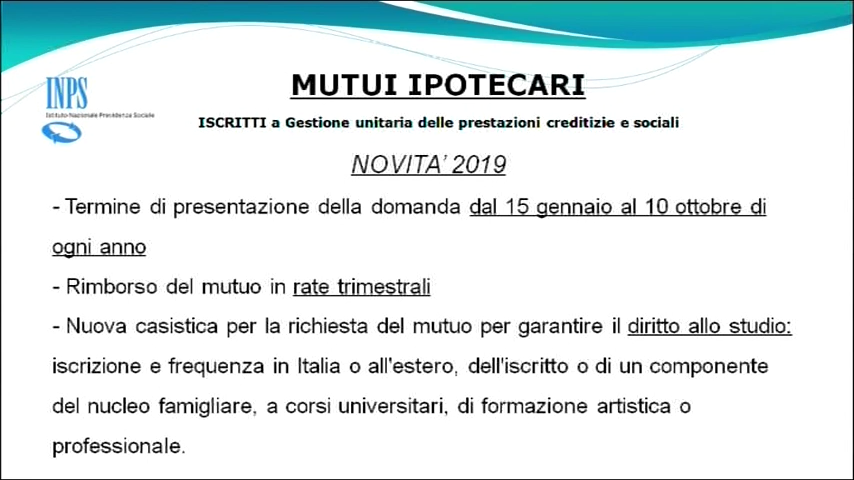 MUTUI IPOTECARI
INPS
Istituto Nazionale Previdenza Sociale
ISCRITTI a Gestione unitaria delle prestazioni creditizie e sociali
NOVITA' 2019
- Termine di presentazione della domanda dal 15 gennaio al 10 ottobre di
ogni anno
- Rimborso del mutuo in rate trimestrali
- Nuova casistica per la richiesta del mutuo per garantire il diritto allo studio:
iscrizione e frequenza in Italia o all'estero, dell'iscritto o di un componente
del nucleo famigliare, a corsi universitari, di formazione artistica o
professionale.